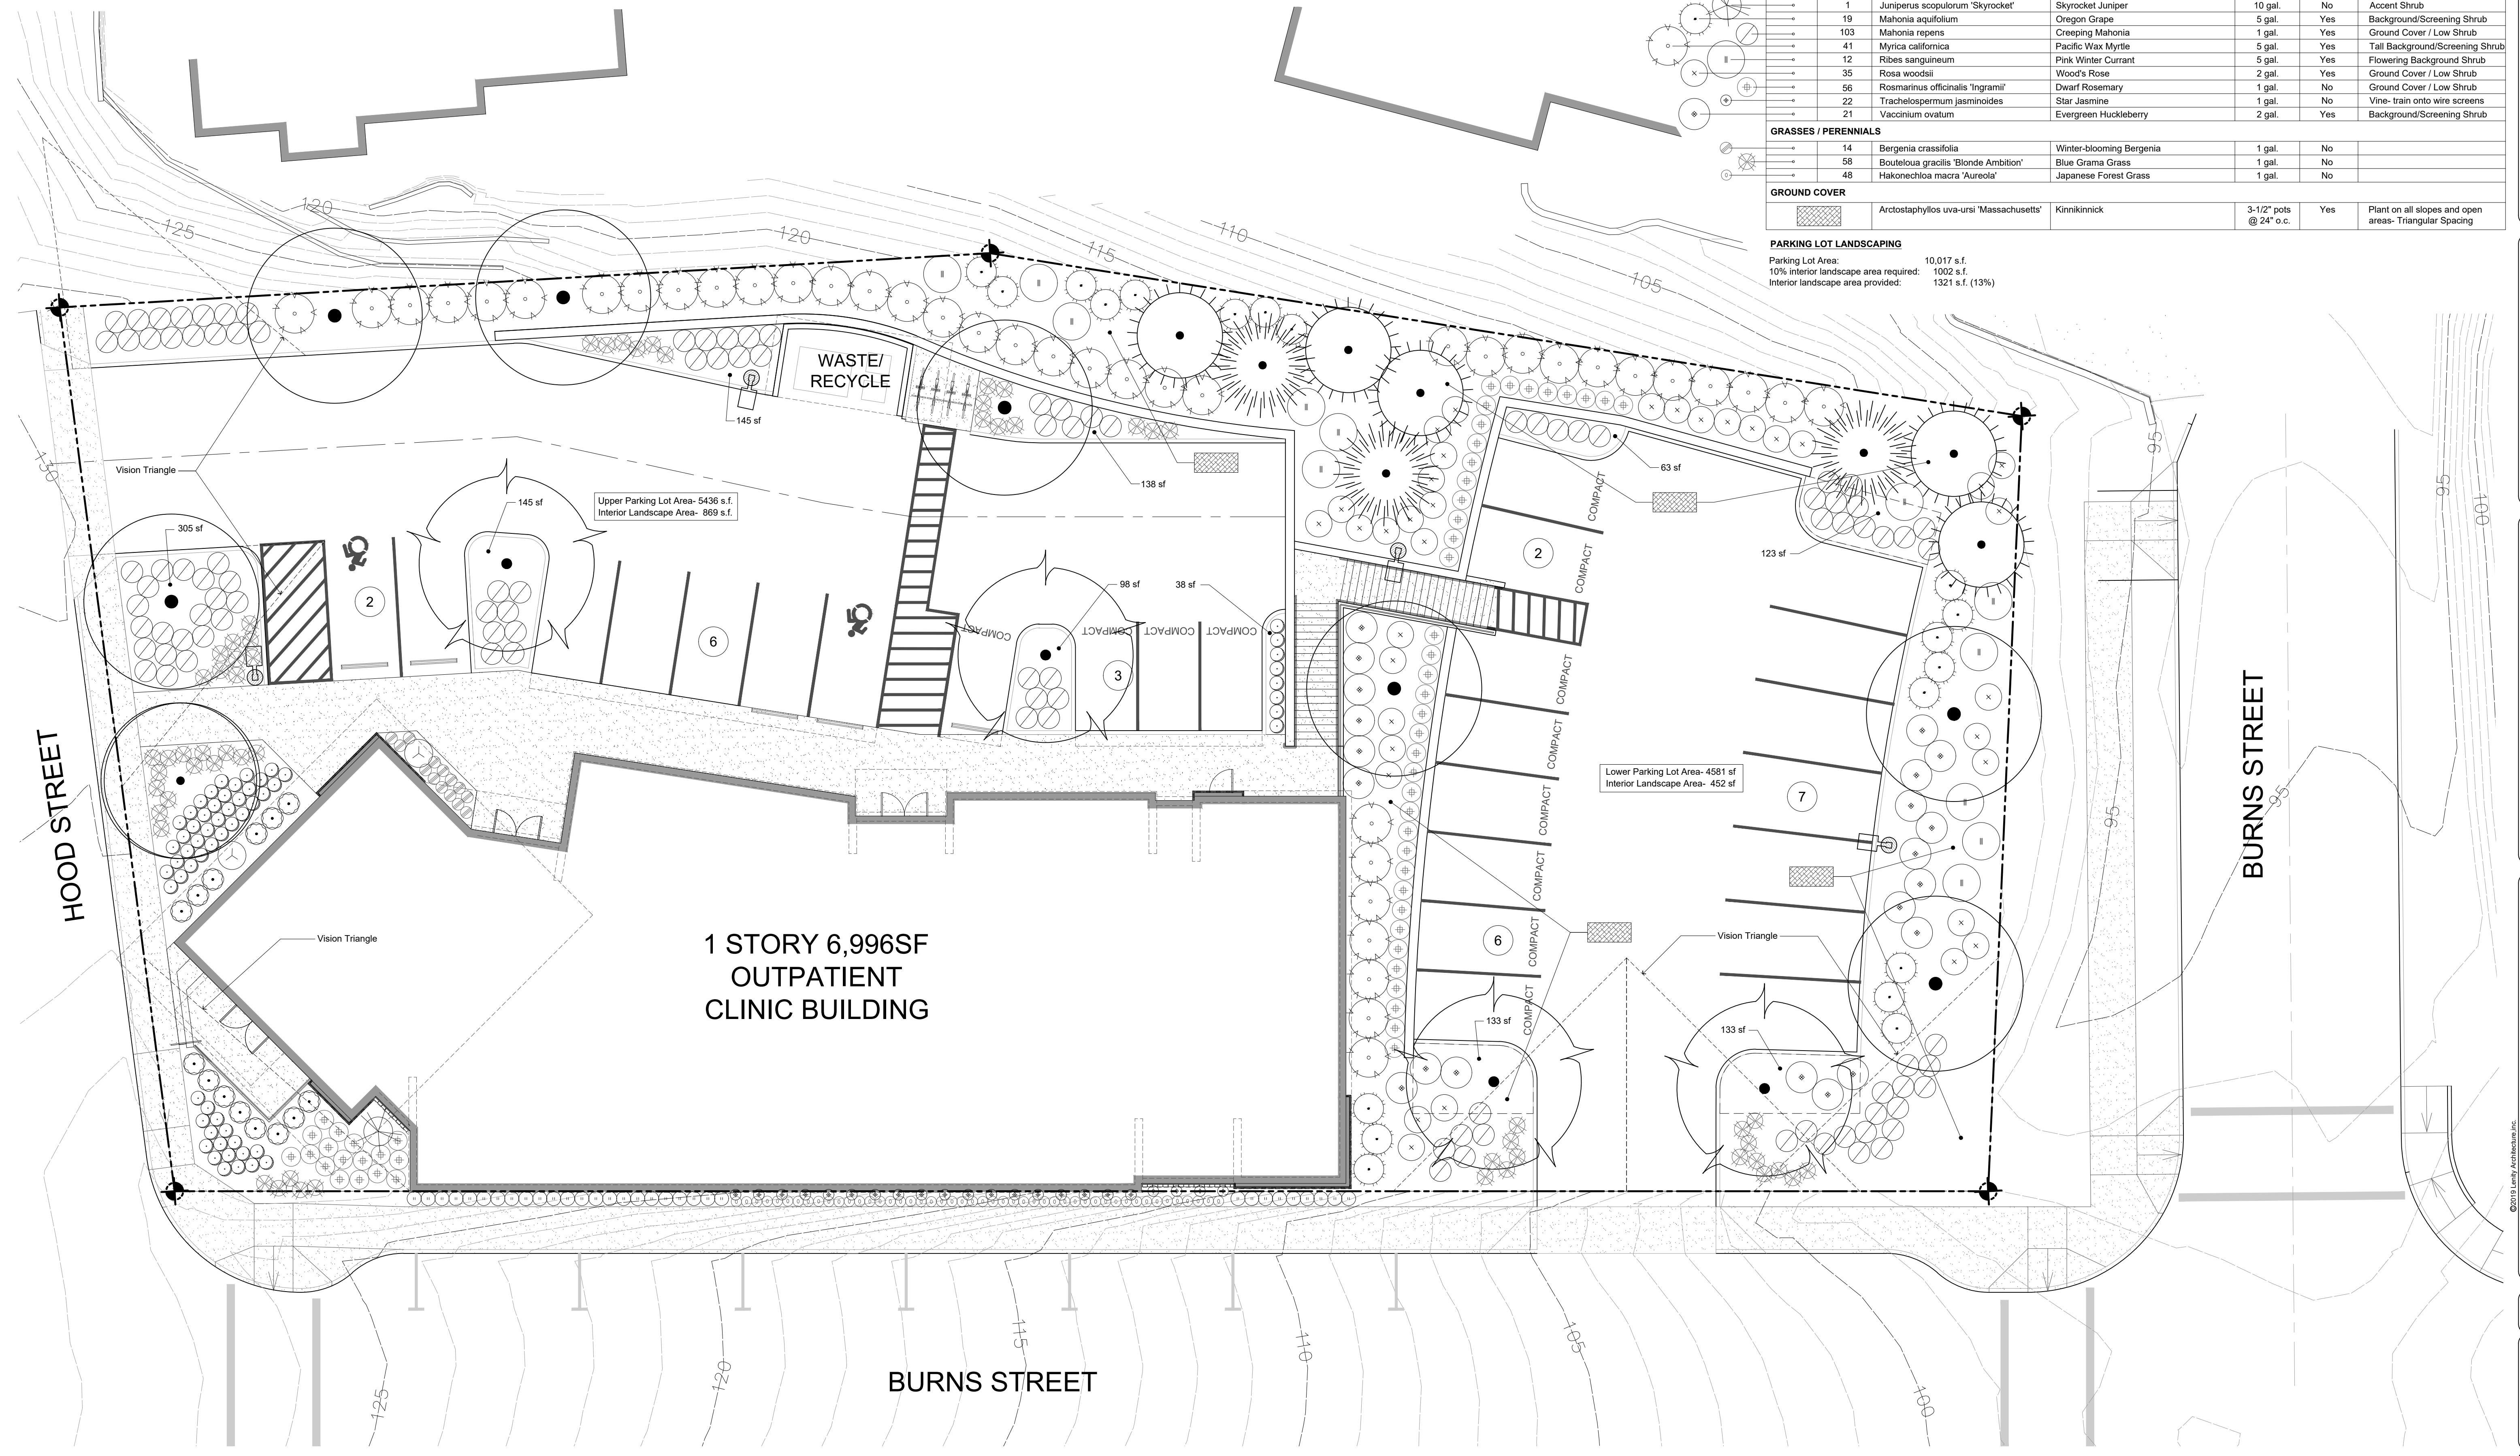 1 Juniperus scopulorum 'Skyrocket' Skyrocket Juniper 10 gal. No Accent Shrub
19 Mahonia aquifolium Oregon Grape 5 gal. Yes Background/Screening Shrub
103 Mahonia repens Creeping Mahonia 1 gal. Yes Ground Cover / Low Shrub
41 Myrica californica Pacific Wax Myrtle 5 gal. Yes Tall Background/Screening Shrub
12 Ribes sanguineum Pink Winter Currant 5 gal. Yes Flowering Background Shrub
35 Rosa woodsii Wood's Rose 2 gal. Yes Ground Cover / Low Shrub
56 Rosmarinus officinalis 'Ingramii' Dwarf Rosemary 1 gal. No Ground Cover / Low Shrub
22 Trachelospermum jasminoides Star Jasmine 1 gal. No Vine- train onto wire screens
21 Vaccinium ovatum Evergreen Huckleberry 2 gal. Yes Background/Screening Shrub
GRASSES / PERENNIALS
14 Bergenia crassifolia Winter-blooming Bergenia 1 gal. No
58 Bouteloua gracilis 'Blonde Ambition' Blue Grama Grass 1 gal. No
48 Hakonechloa macra 'Aureola' Japanese Forest Grass 1 gal. No
GROUND COVER
Arctostaphyllos uva-ursi 'Massachusetts' Kinnikinnick 3-1/2" pots Yes Plant on all slopes and open
@ 24" o.c. areas- Triangular Spacing
PARKING LOT LANDSCAPING
Parking Lot Area: 10,017 s.f.
10% interior landscape area required: 1002 s.f.
Interior landscape area provided: 1321 s.f. (13%)
120
125
120
115
110
105
95
95
100
WASTE/
RECYCLE
145 sf
Vision Triangle
138 sf
63 sf
COMPACT
Upper Parking Lot Area- 5436 s.f.
Interior Landscape Area- 869 s.f.
145 sf
305 sf
123 sf
2
COMPACT
98 sf
38 sf
2
6
COMPACT
COMPACT
COMPACT
COMPACT
3
COMPACT
COMPACT
Lower Parking Lot Area- 4581 sf
Interior Landscape Area- 452 sf
7
COMPACT
COMPACT
COMPACT
COMPACT
6
HOOD STREET
BURNS STREET
95
95
Vision Triangle
Vision Triangle
1 STORY 6,996SF
OUTPATIENT
CLINIC BUILDING
133 sf
133 sf
©2019 Lenity Architecture,inc.
125
120
115
110
105
100
BURNS STREET